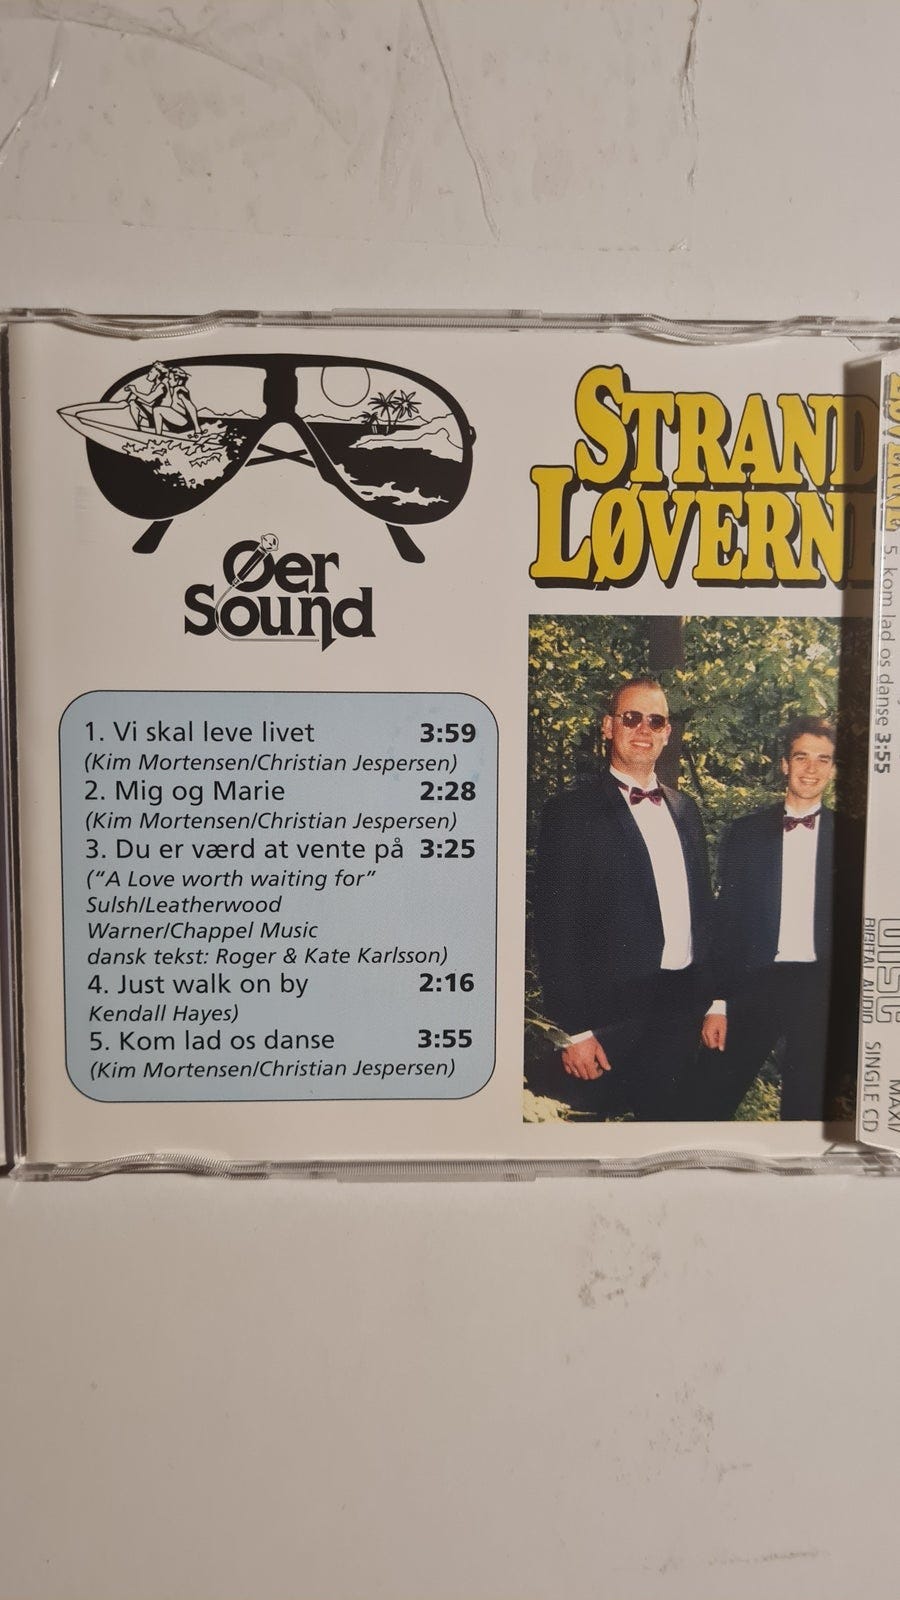 Øer
Sound
1. Vi skal leve livet 3:59
(Kim Mortensen/Christian Jespersen)
2. Mig og Marie 2:28
(Kim Mortensen/Christian Jespersen)
3. Du er værd at vente på 3:25
("A Love worth waiting for"
Sulsh/Leatherwood
Warner/Chappel Music
dansk tekst: Roger & Kate Karlsson)
4. Just walk on by 2:16
Kendall Hayes)
5. Kom lad os danse 3:55
(Kim Mortensen/Christian Jespersen)
STRAND
LØVERN
5. kom lad os danse 3:55
DIGITAL AUDIO
MAXI/
SINGLE CD